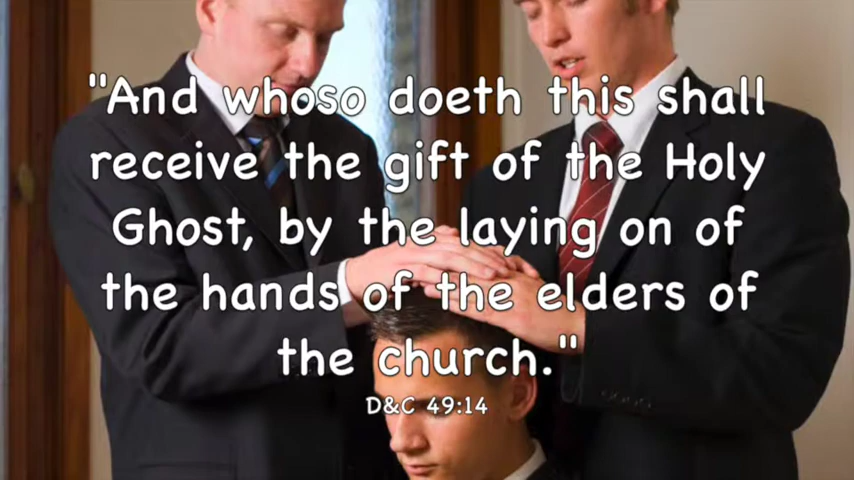 "And whoso doeth this shall
receive the gift of the Holy
Ghost, by the laying on of
the hands of the elders of
the church."
D&C 49:14